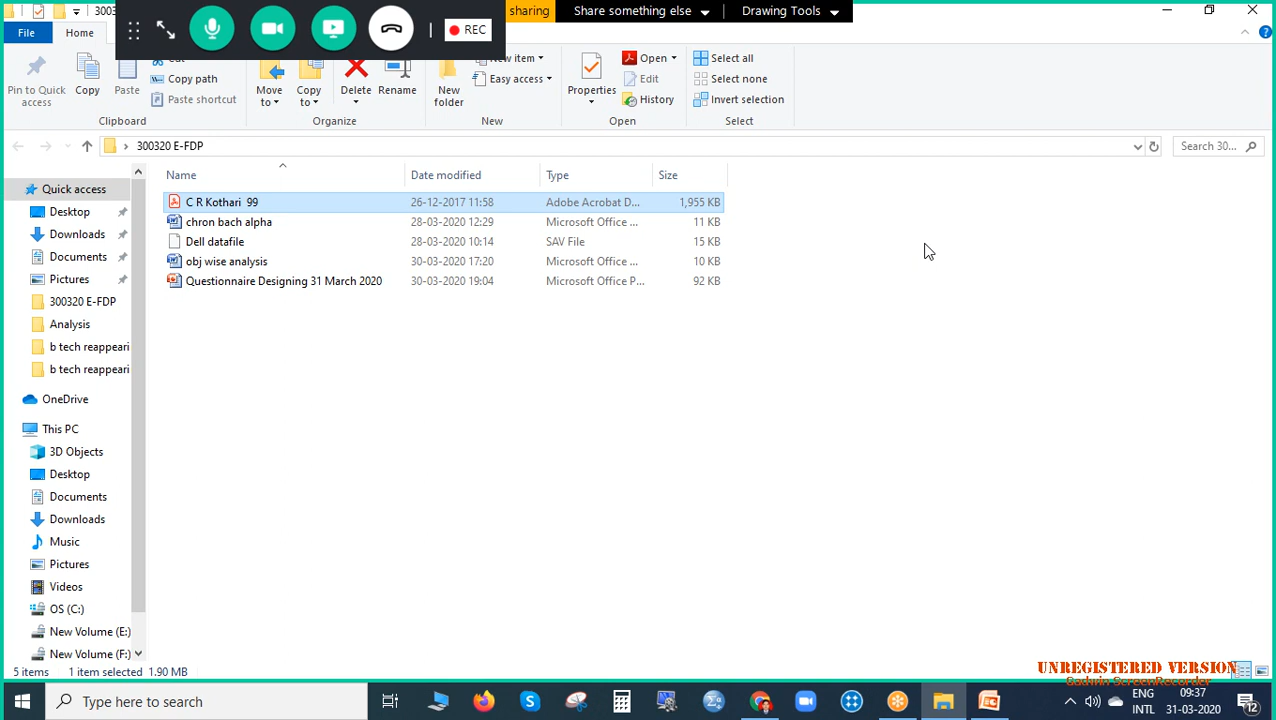 3003
REC
sharing
Share something else
Drawing Tools
File
Home
Cut
New item
Open
Select all
Copy path
Easy access
Edit
Select none
Pin to Quick access
Copy
Paste
Paste shortcut
Move to
Copy to
Delete
Rename
New folder
Properties
History
Invert selection
Clipboard
Organize
New
Open
Select
300320 E-FDP
Search 30...
Name
Date modified
Type
Size
Quick access
C R Kothari 99
26-12-2017 11:58
Adobe Acrobat D...
1,955 KB
Desktop
chron bach alpha
28-03-2020 12:29
Microsoft Office ...
11 KB
Downloads
Dell datafile
28-03-2020 10:14
SAV File
15 KB
Documents
obj wise analysis
30-03-2020 17:20
Microsoft Office ...
10 KB
Pictures
Questionnaire Designing 31 March 2020
30-03-2020 19:04
Microsoft Office P...
92 KB
300320 E-FDP
Analysis
b tech reappeari
b tech reappeari
OneDrive
This PC
3D Objects
Desktop
Documents
Downloads
Music
Pictures
Videos
OS (C:)
New Volume (E:)
New Volume (F:)
5 items
1 item selected 1.90 MB
UNREGISTERED VERSION
Gadwin ScreenRecorder
Type here to search
ENG
INTL
09:37
31-03-2020
12